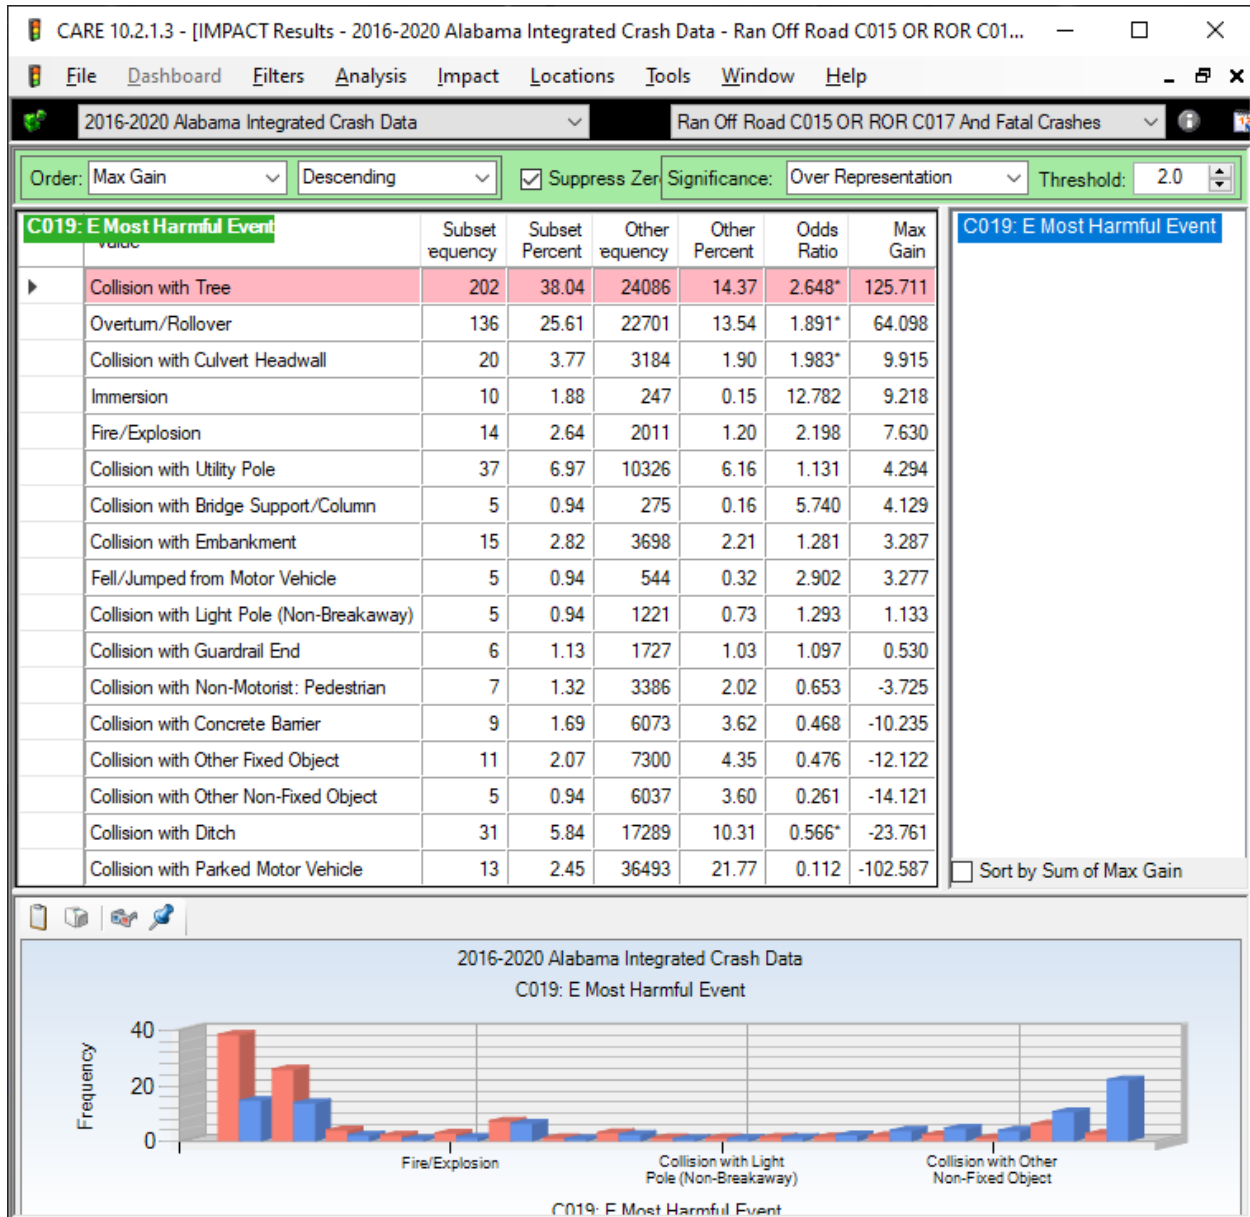 CARE 10.2.1.3 - [IMPACT Results - 2016-2020 Alabama Integrated Crash Data - Ran Off Road C015 OR ROR C01...
File Dashboard Filters Analysis Impact Locations Tools Window Help
2016-2020 Alabama Integrated Crash Data Ran Off Road C015 OR ROR C017 And Fatal Crashes
Order: Max Gain Descending Suppress Zer Significance: Over Representation Threshold: 2.0
C019: E Most Harmful Event Subset equency Subset Percent Other equency Other Percent Odds Ratio Max Gain
Collision with Tree 202 38.04 24086 14.37 2.648* 125.711
Overturn/Rollover 136 25.61 22701 13.54 1.891* 64.098
Collision with Culvert Headwall 20 3.77 3184 1.90 1.983* 9.915
Immersion 10 1.88 247 0.15 12.782 9.218
Fire/Explosion 14 2.64 2011 1.20 2.198 7.630
Collision with Utility Pole 37 6.97 10326 6.16 1.131 4.294
Collision with Bridge Support/Column 5 0.94 275 0.16 5.740 4.129
Collision with Embankment 15 2.82 3698 2.21 1.281 3.287
Fell/Jumped from Motor Vehicle 5 0.94 544 0.32 2.902 3.277
Collision with Light Pole (Non-Breakaway) 5 0.94 1221 0.73 1.293 1.133
Collision with Guardrail End 6 1.13 1727 1.03 1.097 0.530
Collision with Non-Motorist: Pedestrian 7 1.32 3386 2.02 0.653 -3.725
Collision with Concrete Barrier 9 1.69 6073 3.62 0.468 -10.235
Collision with Other Fixed Object 11 2.07 7300 4.35 0.476 -12.122
Collision with Other Non-Fixed Object 5 0.94 6037 3.60 0.261 -14.121
Collision with Ditch 31 5.84 17289 10.31 0.566* -23.761
Collision with Parked Motor Vehicle 13 2.45 36493 21.77 0.112 -102.587
C019: E Most Harmful Event
Sort by Sum of Max Gain
2016-2020 Alabama Integrated Crash Data
C019: E Most Harmful Event
Frequency
40
20
0
Fire/Explosion
Collision with Light
Pole (Non-Breakaway)
Collision with Other
Non-Fixed Object
C019: E Most Harmful Event